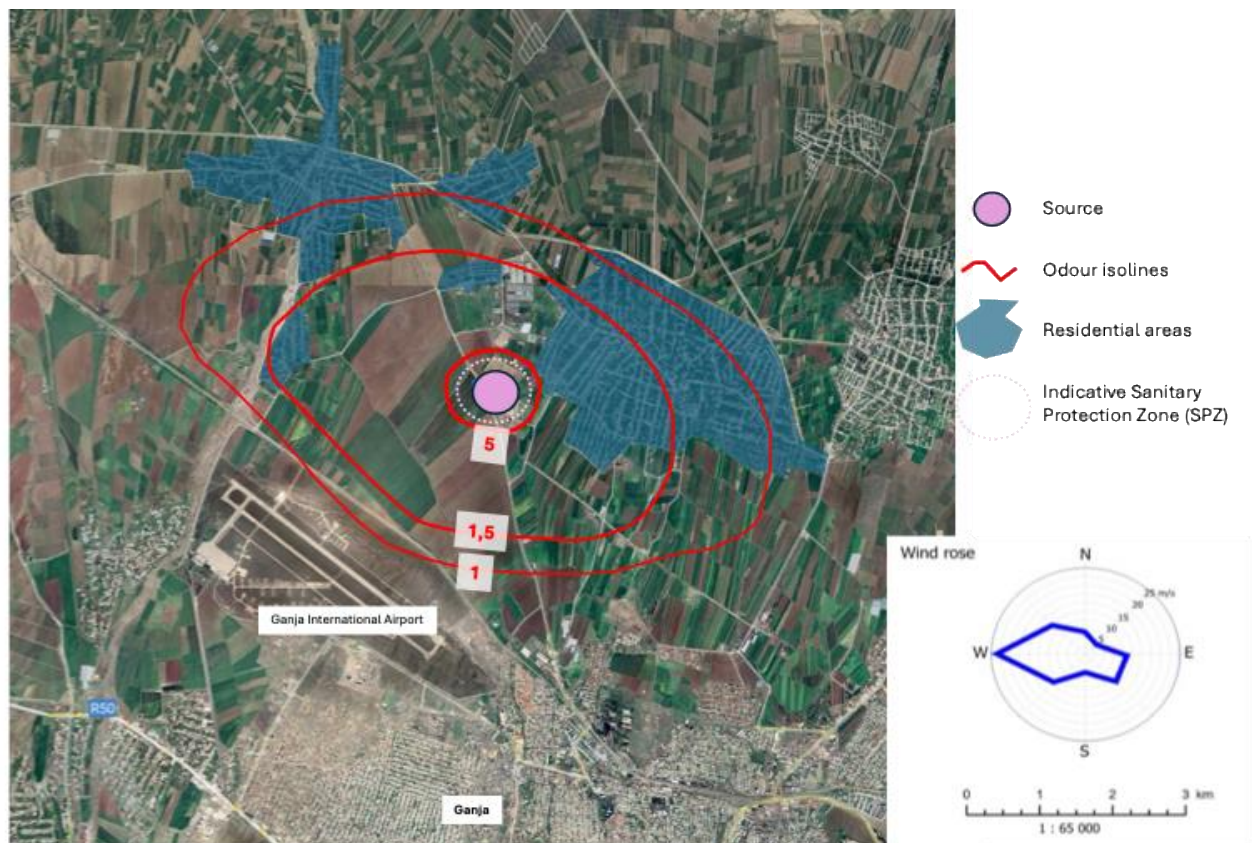 Source
Odour isolines
Residential areas
Indicative Sanitary
Protection Zone (SPZ)
5
1,5
1
Ganja International Airport
R50
Ganja
Wind rose
N
25 m/s
20
15
10
5
W
E
S
0 1 2 3 km
1 : 65 000